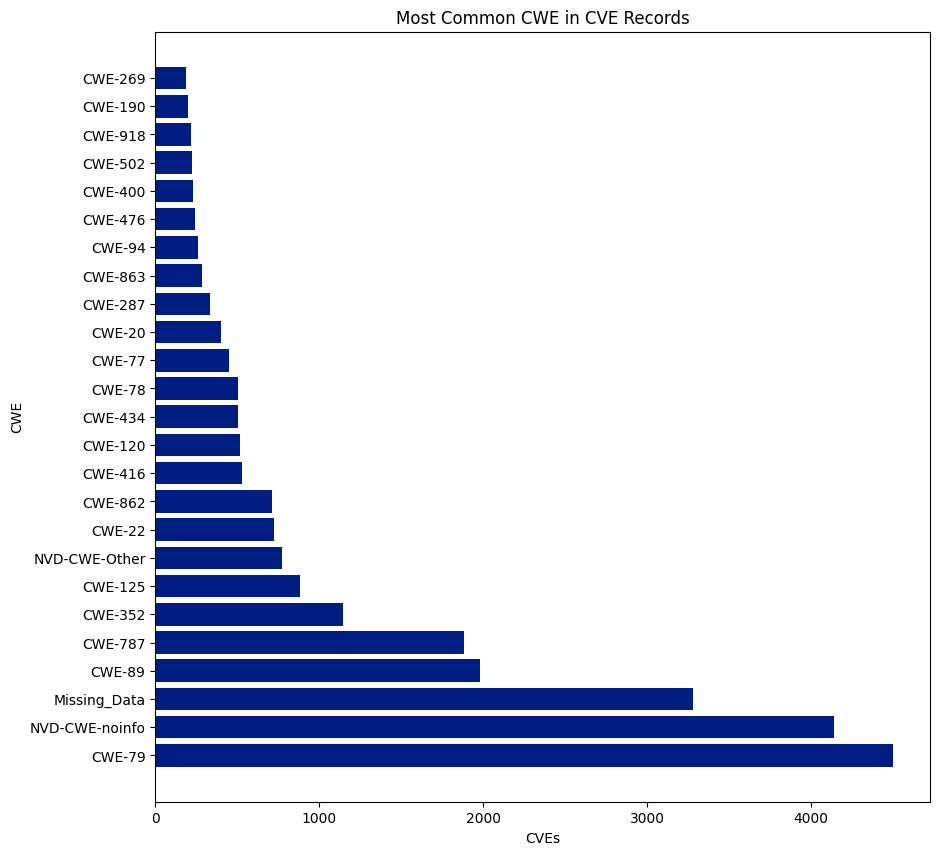 Most Common CWE in CVE Records
CWE
CWE-269
CWE-190
CWE-918
CWE-502
CWE-400
CWE-476
CWE-94
CWE-863
CWE-287
CWE-20
CWE-77
CWE-78
CWE-434
CWE-120
CWE-416
CWE-862
CWE-22
NVD-CWE-Other
CWE-125
CWE-352
CWE-787
CWE-89
Missing_Data
NVD-CWE-noinfo
CWE-79
0 1000 2000 3000 4000
CVEs